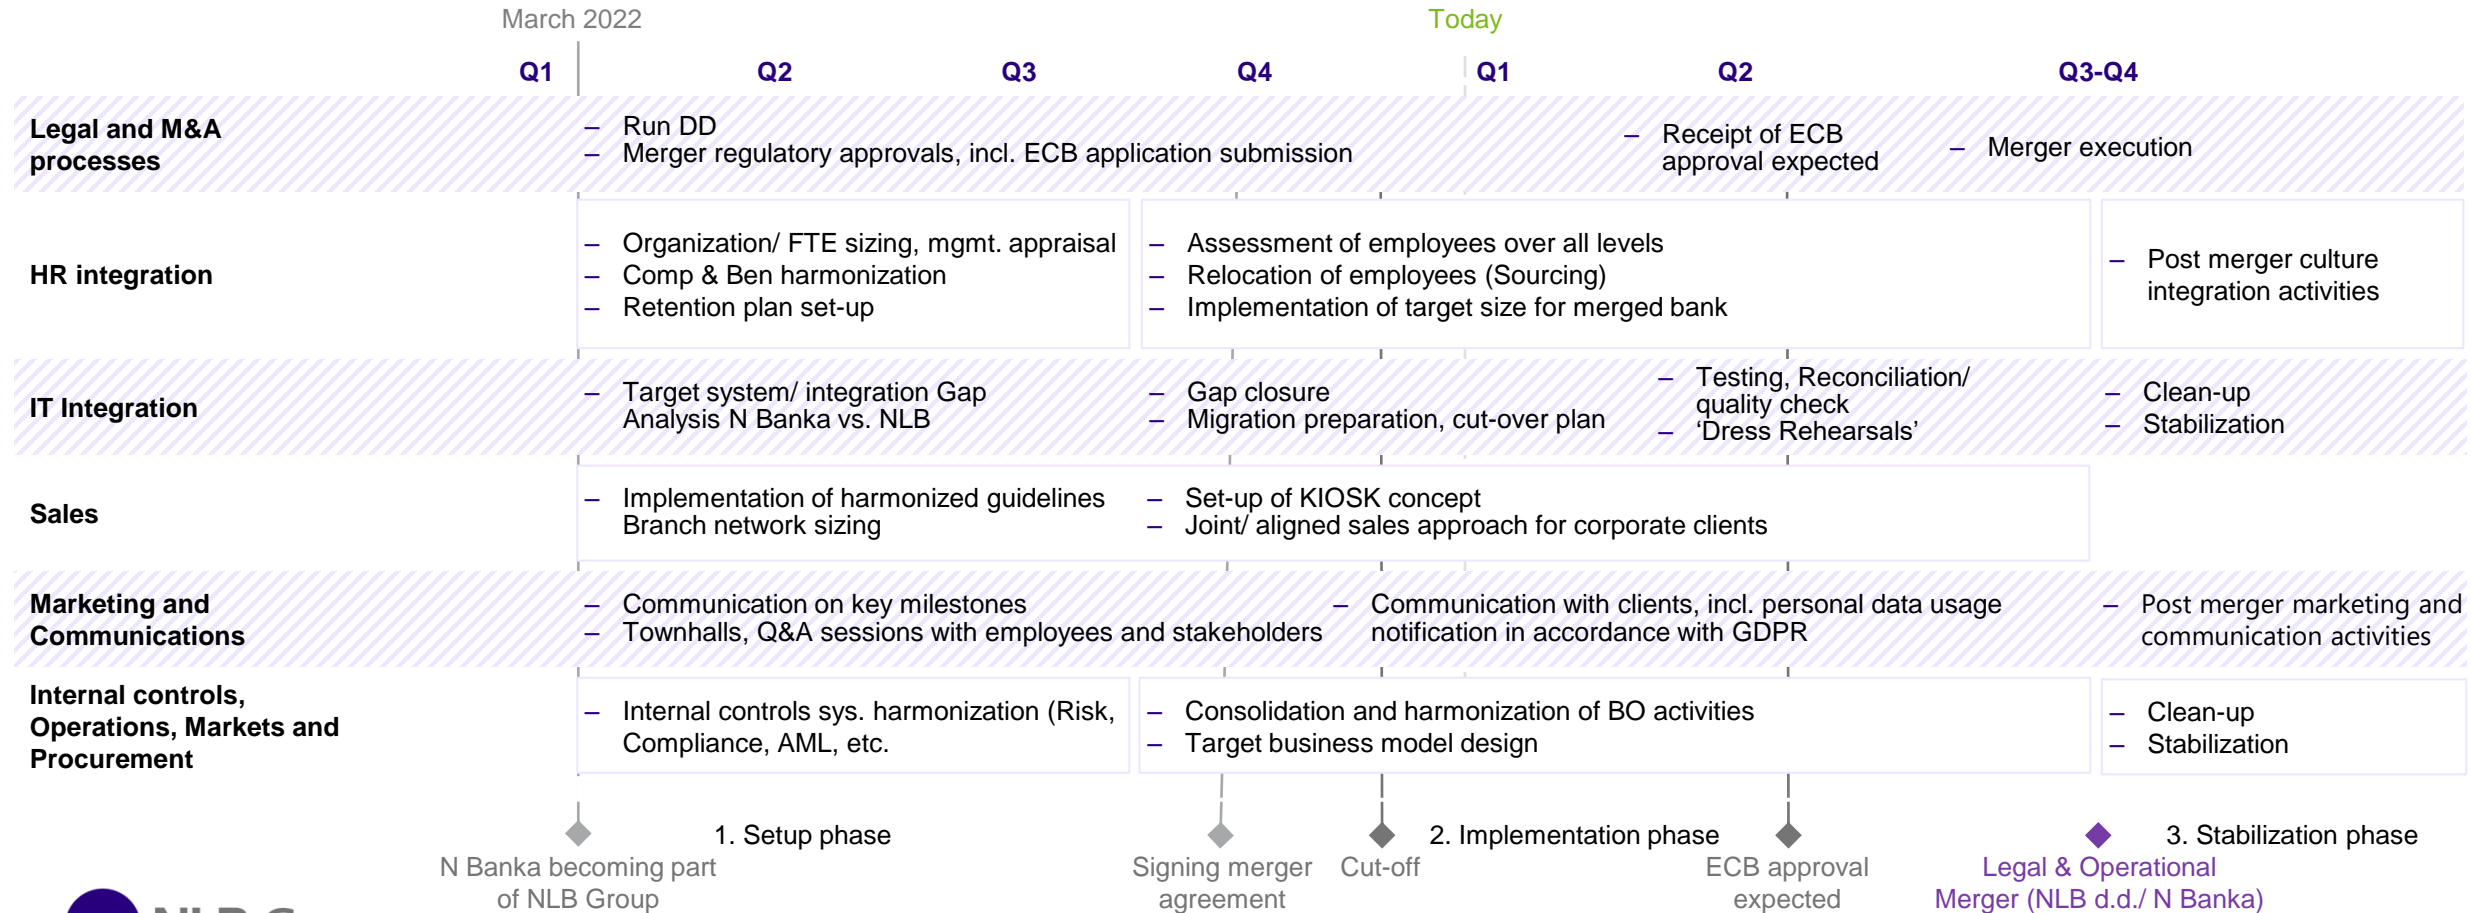 March 2022
Today
Q1
Q2
Q3
Q4
Q1
Q2
Q3-Q4
Legal and M&A
processes
– Run DD
– Merger regulatory approvals, incl. ECB application submission
– Receipt of ECB
approval expected
– Merger execution
HR integration
– Organization/ FTE sizing, mgmt. appraisal
– Comp & Ben harmonization
– Retention plan set-up
– Assessment of employees over all levels
– Relocation of employees (Sourcing)
– Implementation of target size for merged bank
– Post merger culture
integration activities
IT Integration
– Target system/ integration Gap
Analysis N Banka vs. NLB
– Gap closure
– Migration preparation, cut-over plan
– Testing, Reconciliation/
quality check
– ‘Dress Rehearsals’
– Clean-up
– Stabilization
Sales
– Implementation of harmonized guidelines
Branch network sizing
– Set-up of KIOSK concept
– Joint/ aligned sales approach for corporate clients
Marketing and
Communications
– Communication on key milestones
– Townhalls, Q&A sessions with employees and stakeholders
– Communication with clients, incl. personal data usage
notification in accordance with GDPR
– Post merger marketing and
communication activities
Internal controls,
Operations, Markets and
Procurement
– Internal controls sys. harmonization (Risk,
Compliance, AML, etc.
– Consolidation and harmonization of BO activities
– Target business model design
– Clean-up
– Stabilization
1. Setup phase
2. Implementation phase
3. Stabilization phase
N Banka becoming part
of NLB Group
Signing merger
agreement
Cut-off
ECB approval
expected
Legal & Operational
Merger (NLB d.d./ N Banka)